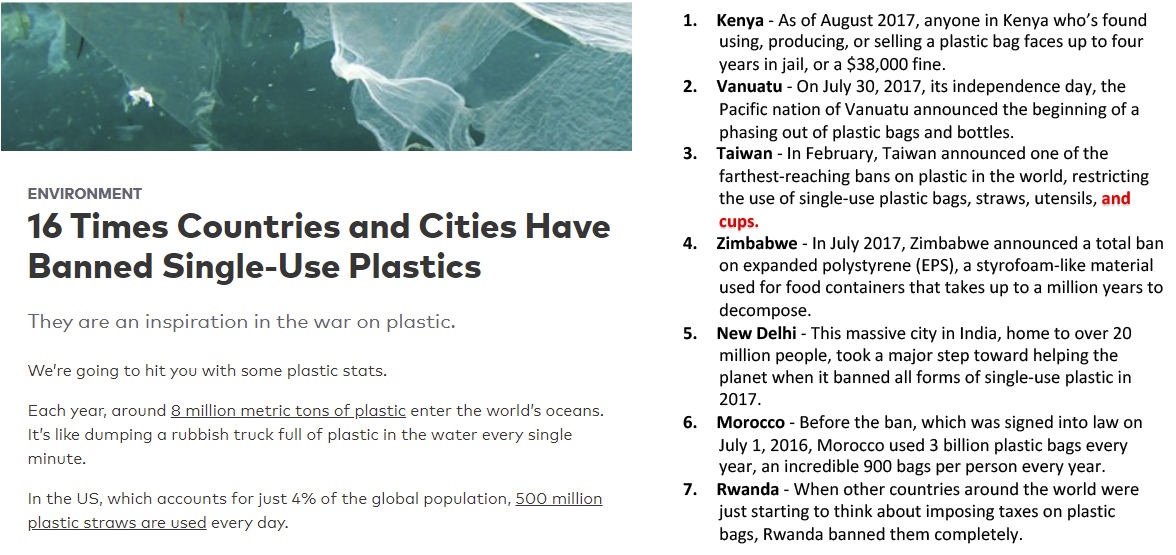 ENVIRONMENT
16 Times Countries and Cities Have
Banned Single-Use Plastics
They are an inspiration in the war on plastic.
We’re going to hit you with some plastic stats.
Each year, around 8 million metric tons of plastic enter the world’s oceans.
It’s like dumping a rubbish truck full of plastic in the water every single
minute.
In the US, which accounts for just 4% of the global population, 500 million
plastic straws are used every day.
1. Kenya - As of August 2017, anyone in Kenya who’s found
using, producing, or selling a plastic bag faces up to four
years in jail, or a $38,000 fine.
2. Vanuatu - On July 30, 2017, its independence day, the
Pacific nation of Vanuatu announced the beginning of a
phasing out of plastic bags and bottles.
3. Taiwan - In February, Taiwan announced one of the
farthest-reaching bans on plastic in the world, restricting
the use of single-use plastic bags, straws, utensils, and
cups.
4. Zimbabwe - In July 2017, Zimbabwe announced a total ban
on expanded polystyrene (EPS), a styrofoam-like material
used for food containers that takes up to a million years to
decompose.
5. New Delhi - This massive city in India, home to over 20
million people, took a major step toward helping the
planet when it banned all forms of single-use plastic in
2017.
6. Morocco - Before the ban, which was signed into law on
July 1, 2016, Morocco used 3 billion plastic bags every
year, an incredible 900 bags per person every year.
7. Rwanda - When other countries around the world were
just starting to think about imposing taxes on plastic
bags, Rwanda banned them completely.